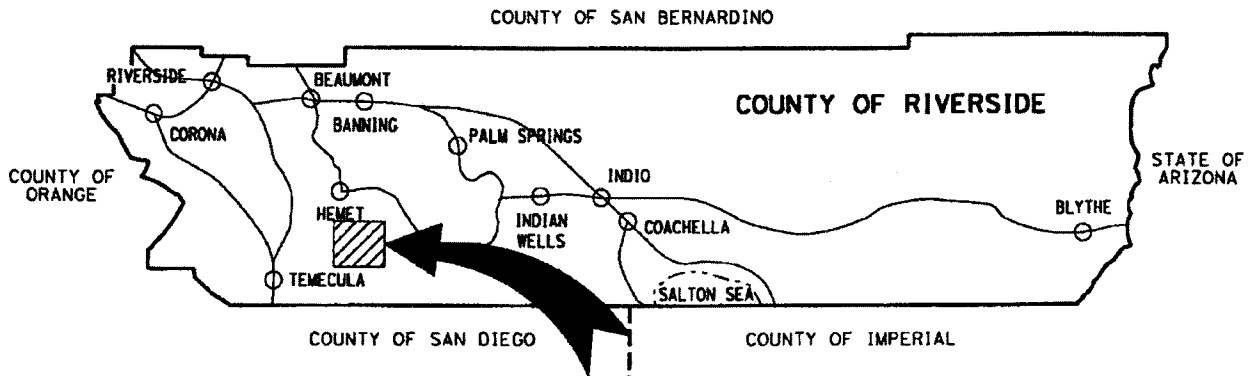 COUNTY OF SAN BERNARDINO
RIVERSIDE
BEAUMONT
COUNTY OF RIVERSIDE
BANNING
CORONA
PALM SPRINGS
COUNTY OF
ORANGE
STATE OF
ARIZONA
INDIO
HEMET
INDIAN
WELLS
COACHELLA
BLYTHE
TEMECULA
SALTON SEA
COUNTY OF SAN DIEGO
COUNTY OF IMPERIAL